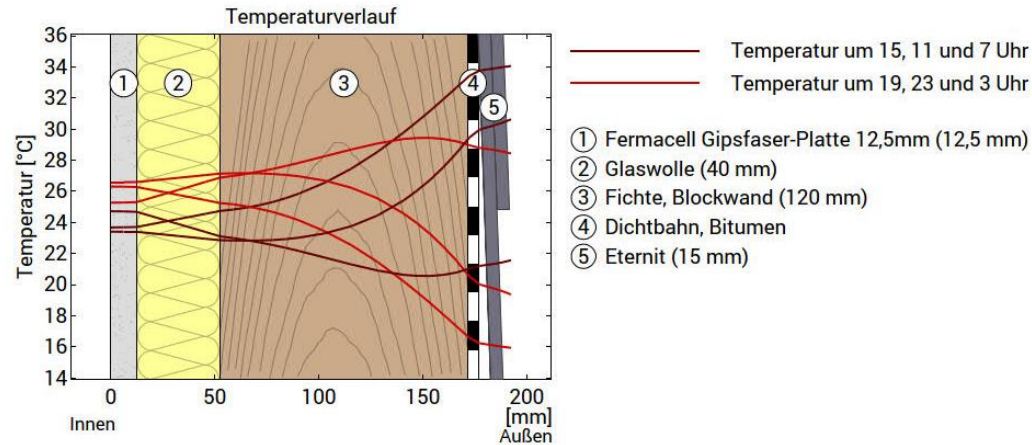 Temperaturverlauf
Temperatur [°C]
36
34
32
30
28
26
24
22
20
18
16
14
1
2
3
4
5
0
50
100
150
200
[mm]
Innen
Außen
Temperatur um 15, 11 und 7 Uhr
Temperatur um 19, 23 und 3 Uhr
1 Fermacell Gipsfaser-Platte 12,5mm (12,5 mm)
2 Glaswolle (40 mm)
3 Fichte, Blockwand (120 mm)
4 Dichtbahn, Bitumen
5 Eternit (15 mm)